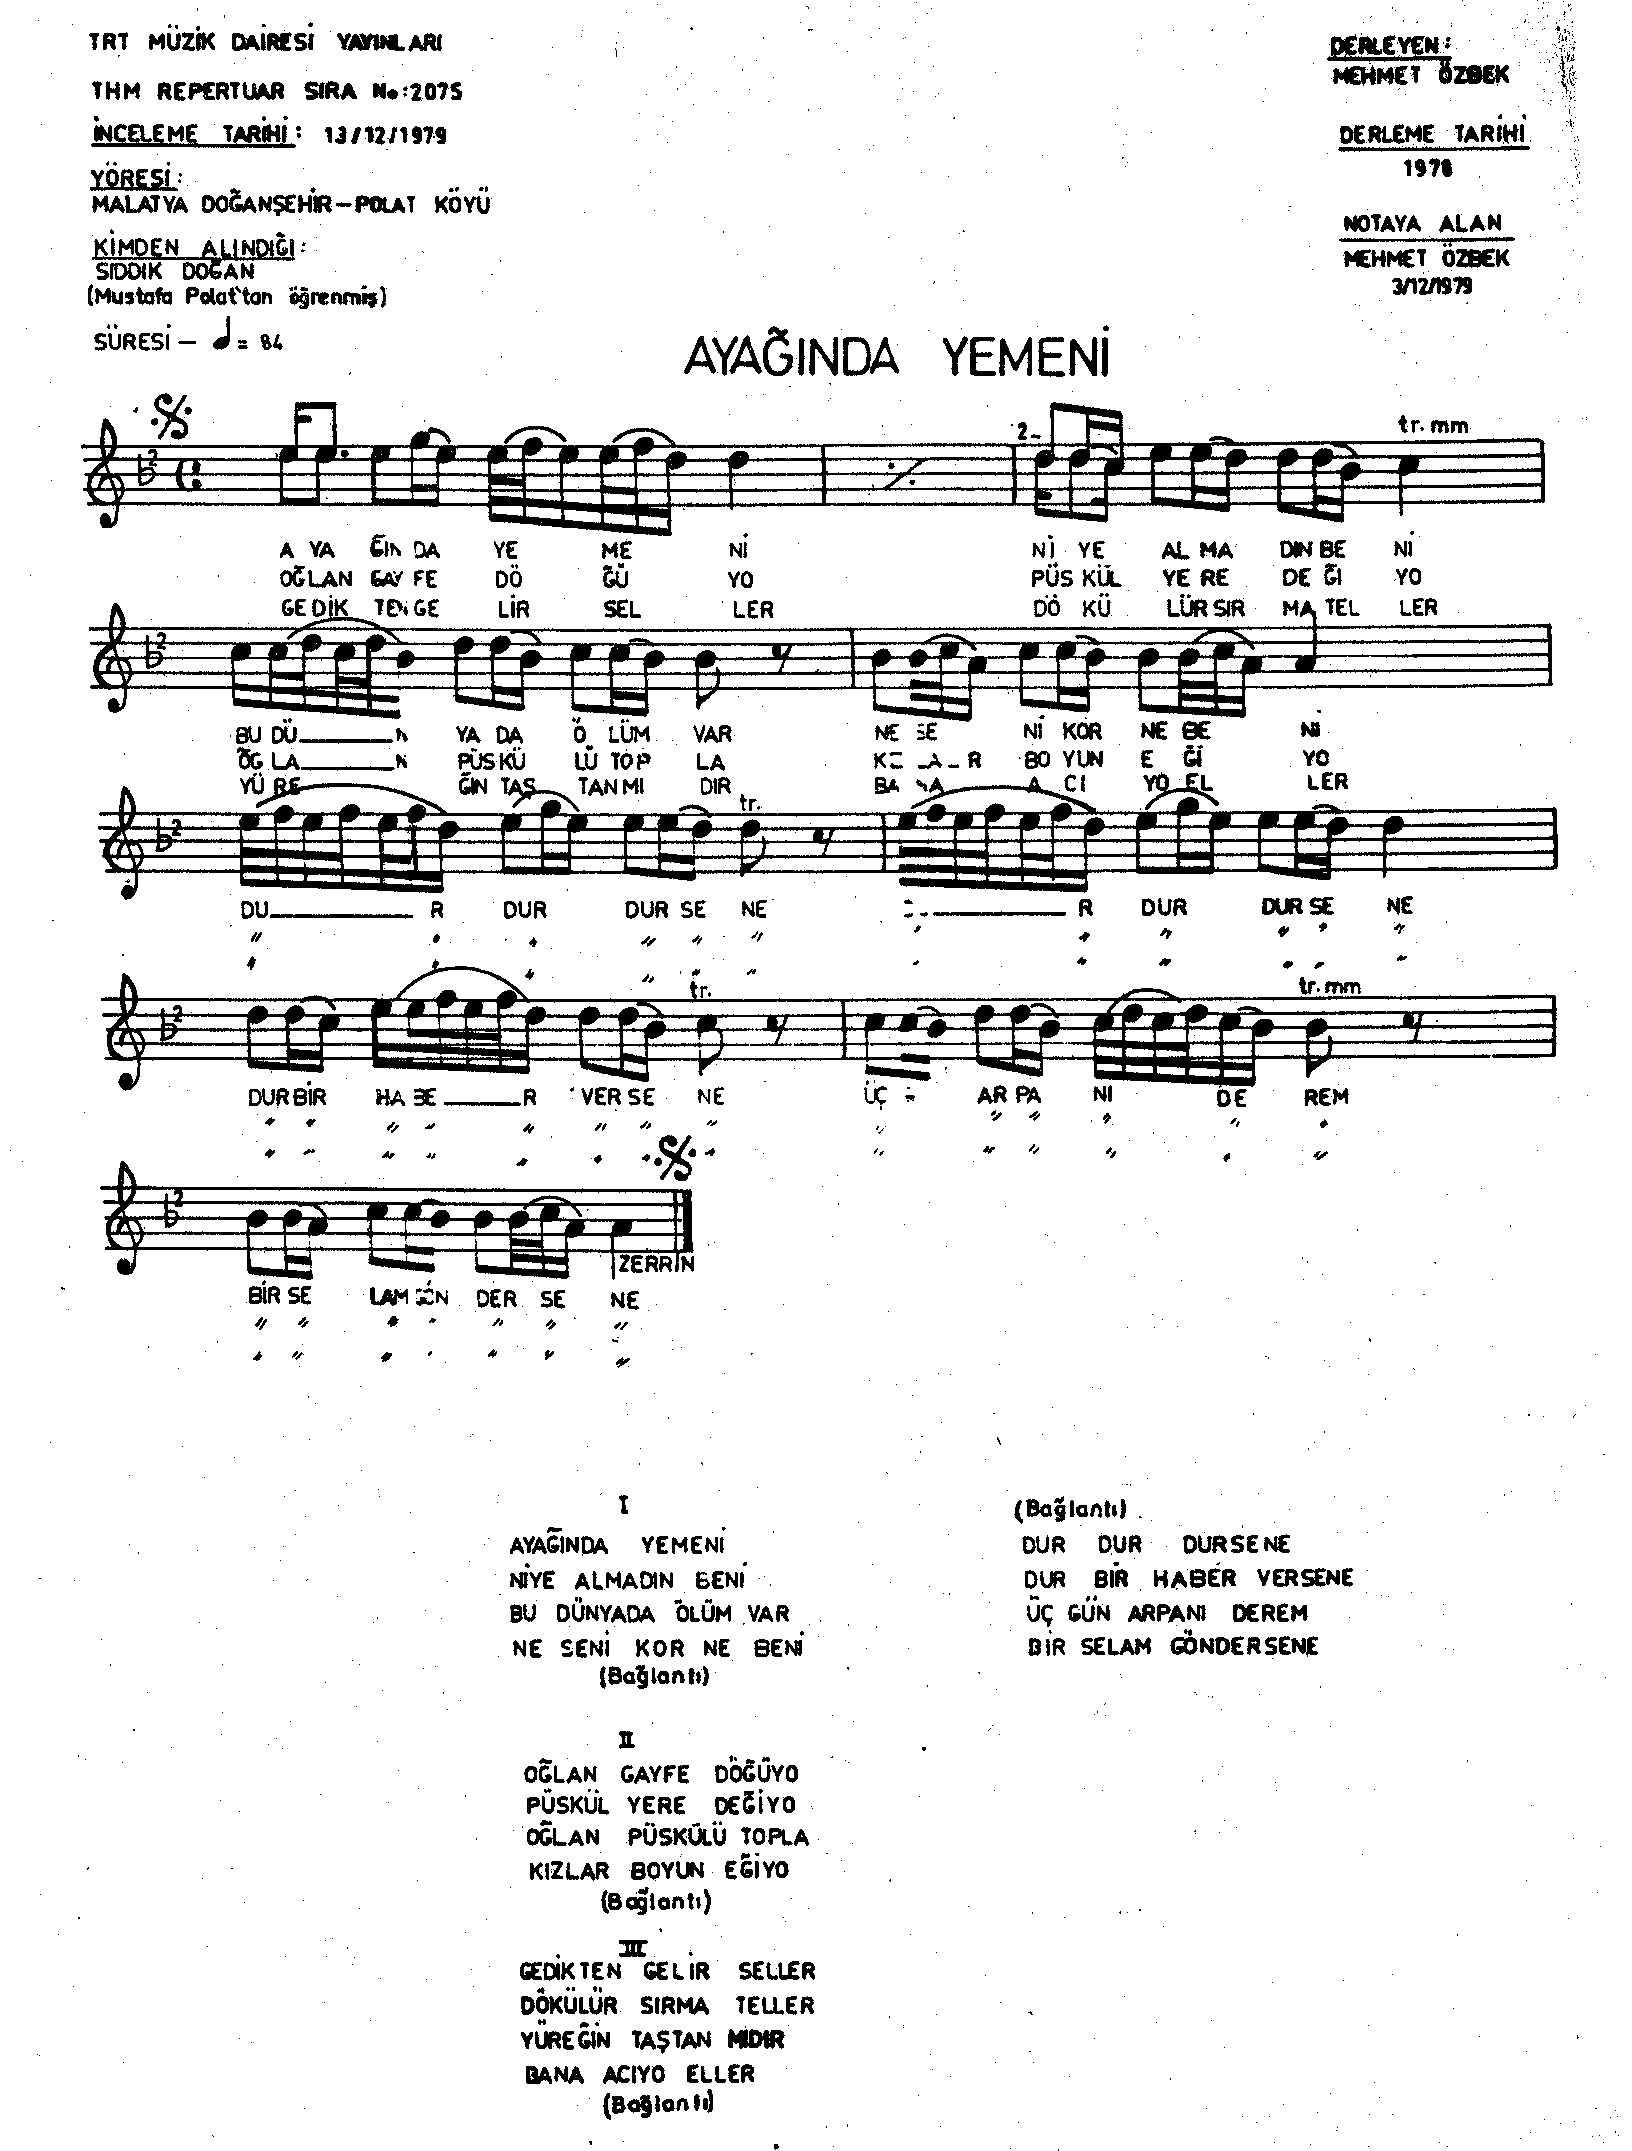 TRT MÜZİK DAİRESİ YAYINLARI
THM REPERTUAR SIRA No:2075
İNCELEME TARİHİ: 13/12/1979
YÖRESİ:
MALATYA DOĞANŞEHİR-POLAT KÖYÜ
KİMDEN ALINDIĞI:
SIDDIK DOĞAN
(Mustafa Polat'tan öğrenmiş)
SÜRESİ - = 84
DERLEYEN:
MEHMET ÖZBEK
DERLEME TARİHİ
1978
NOTAYA ALAN
MEHMET ÖZBEK
3/12/1979
AYAĞINDA YEMENİ
2-
tr. mm
A YA ĞIN DA YE ME Nİ Nİ YE AL MA DIN BE Nİ
OĞLAN GAY FE DÖ ĞÜ YO PÜS KÜL YE RE DE Ğİ YO
GE DİK TEN GE LİR SEL LER DÖ KÜ LÜR SIR MA TEL LER
BU DÜ N YA DA Ö LÜM VAR NE SE Nİ KOR NE BE Nİ
OĞ LA N PÜS KÜ LÜ TOP LA BO YUN E Ğİ YO
YÜ RE ĞİN TAŞ TAN MI DIR A CI YO EL LER
tr.
DU R DUR DUR SE NE R DUR DUR SE NE
tr.
tr. mm
DUR BİR HA BE R VER SE NE ÜÇ AR PA NI DE REM
BİR SE LAM GÖN DER SE NE
ZERRİN
I
AYAĞINDA YEMENİ
NİYE ALMADIN BENİ
BU DÜNYADA ÖLÜM VAR
NE SENİ KOR NE BENİ
(Bağlantı)
(Bağlantı)
DUR DUR DURSENE
DUR BİR HABER VERSENE
ÜÇ GÜN ARPANI DEREM
BİR SELAM GÖNDERSENE
II
OĞLAN GAYFE DÖĞÜYO
PÜSKÜL YERE DEĞİYO
OĞLAN PÜSKÜLÜ TOPLA
KIZLAR BOYUN EĞİYO
(Bağlantı)
III
GEDİKTEN GELİR SELLER
DÖKÜLÜR SIRMA TELLER
YÜREĞİN TAŞTAN MIDIR
BANA ACIYO ELLER
(Bağlantı)